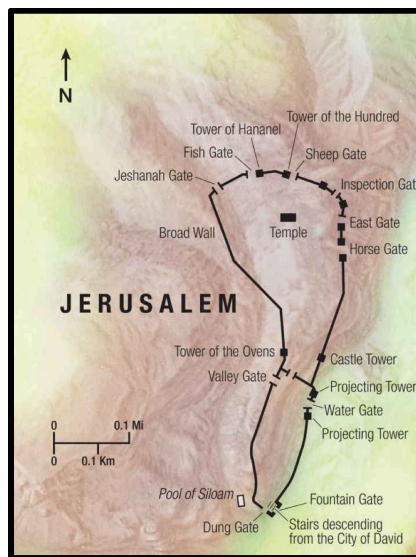 N
Tower of the Hundred
Tower of Hananel
Fish Gate
Sheep Gate
Jeshanah Gate
Inspection Gat
East Gate
Broad Wall
Temple
Horse Gate
JERUSALEM
Tower of the Ovens
Castle Tower
Valley Gate
Projecting Tower
Water Gate
0 0.1 Mi
Projecting Tower
0 0.1 Km
Pool of Siloam
Fountain Gate
Dung Gate
Stairs descending
from the City of David